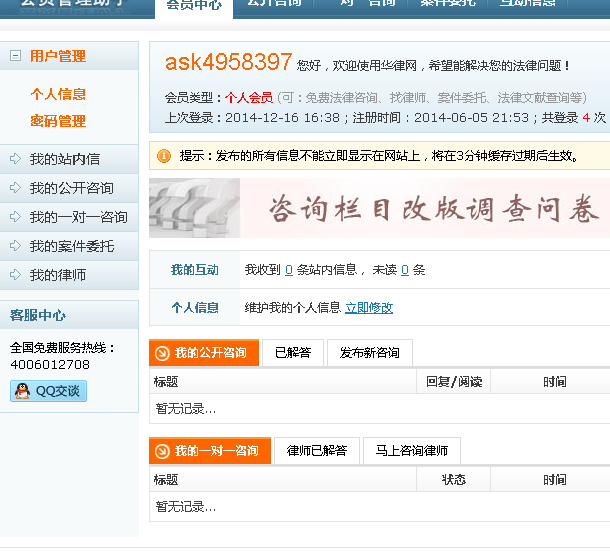 会员管理助手
会员中心 公开咨询 一对一咨询 案件委托 互动信息
用户管理
个人信息
密码管理
我的站内信
我的公开咨询
我的一对一咨询
我的案件委托
我的律师
客服中心
全国免费服务热线：
4006012708
QQ交谈
ask4958397 您好，欢迎使用华律网，希望能解决您的法律问题！
会员类型：个人会员 (可：免费法律咨询、找律师、案件委托、法律文献查询等)
上次登录：2014-12-16 16:38；注册时间：2014-06-05 21:53；共登录 4 次
提示：发布的所有信息不能立即显示在网站上，将在3分钟缓存过期后生效。
咨询栏目改版调查问卷
我的互动 我收到 0 条站内信息， 未读 0 条
个人信息 维护我的个人信息 立即修改
我的公开咨询 已解答 发布新咨询
标题 回复/阅读 时间
暂无记录...
我的一对一咨询 律师已解答 马上咨询律师
标题 状态 时间
暂无记录...